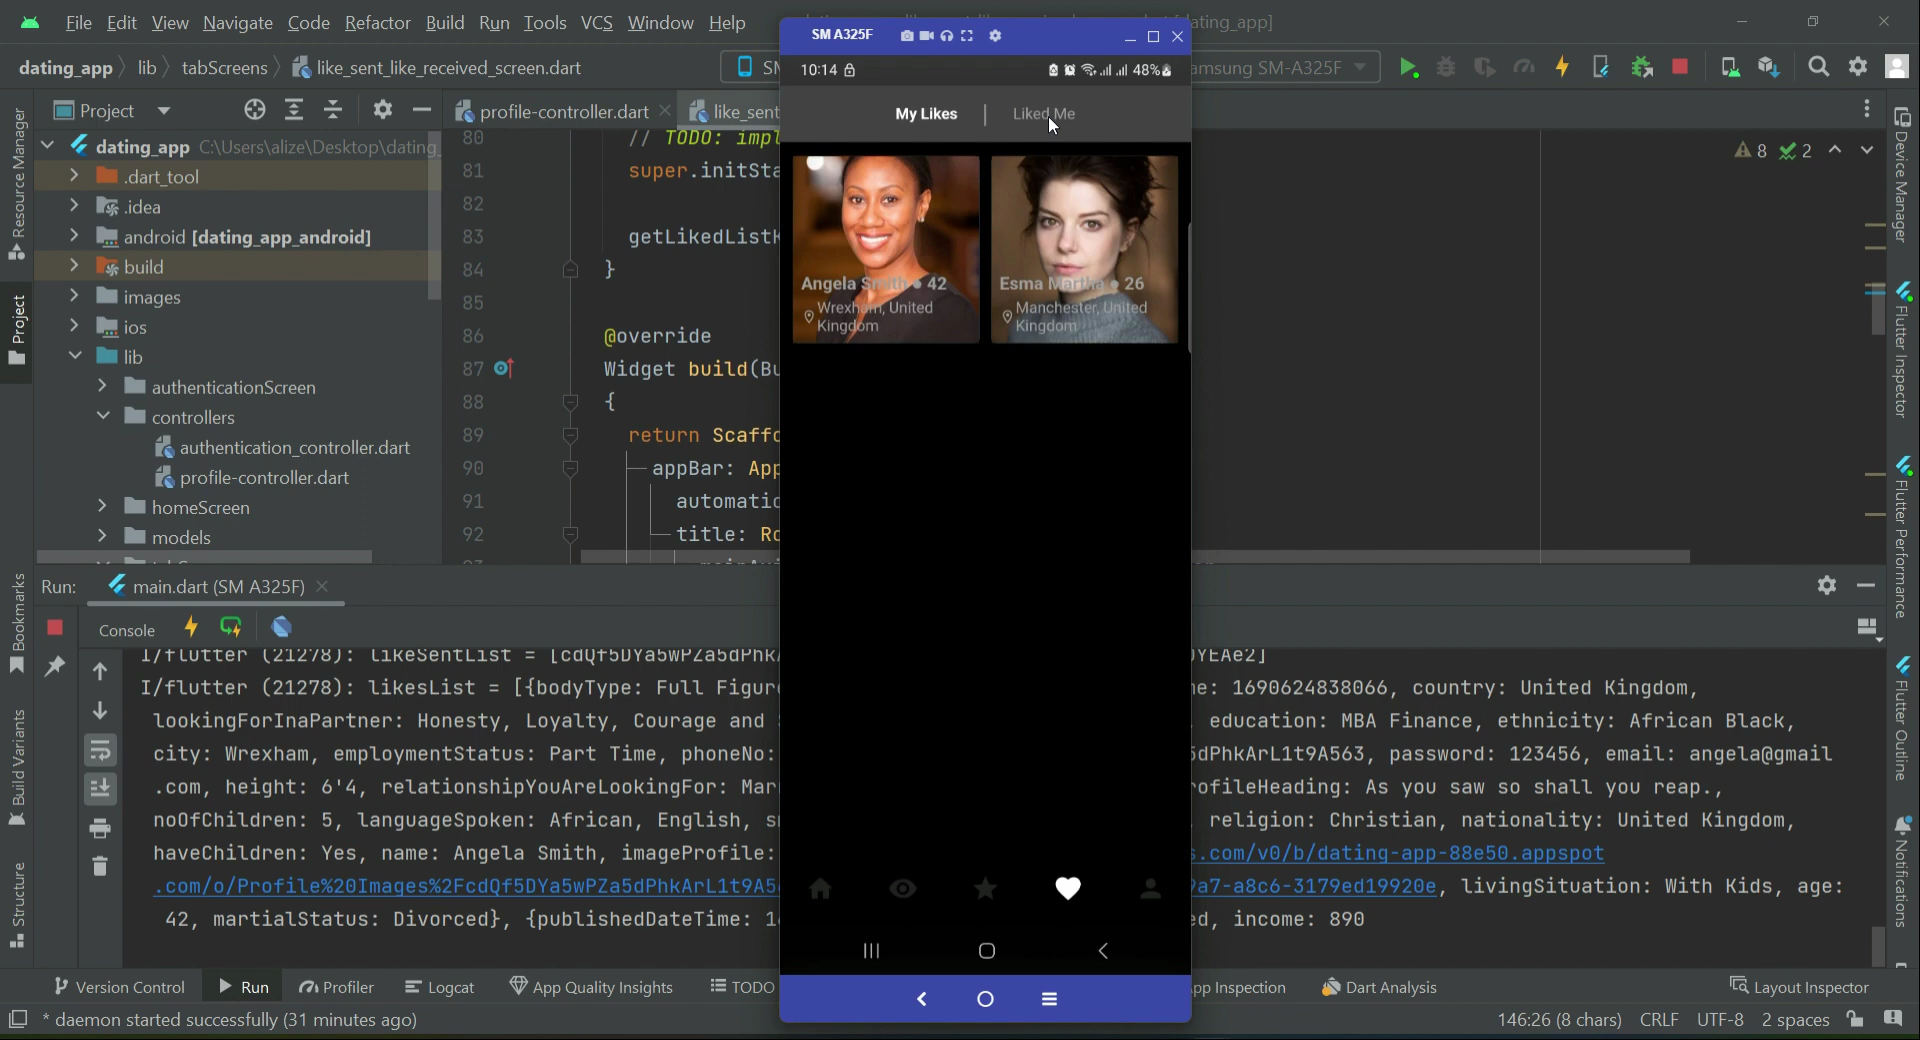 File Edit View Navigate Code Refactor Build Run Tools VCS Window Help
ating_app]
SM A325F
dating_app lib tabScreens like_sent_like_received_screen.dart
amsung SM-A325F
10:14 48%
Project
profile-controller.dart
like_sent
My Likes | Liked Me
dating_app C:\Users\alize\Desktop\dating_
.dart_tool
.idea
android [dating_app_android]
build
images
ios
lib
authenticationScreen
controllers
authentication_controller.dart
profile-controller.dart
homeScreen
models
80 // TODO: impl
81 super.initSta
82
83 getLikedListK
84 }
85
86 @override
87 Widget build(Bu
88 {
89 return Scaffo
90 appBar: App
91 automatic
92 title: Ro
8 2
Angela Smith • 42
Wrexham, United
Kingdom
Esma Martha • 26
Manchester, United
Kingdom
Resource Manager
Project
Bookmarks
Build Variants
Structure
Device Manager
Flutter Inspector
Flutter Performance
Flutter Outline
Notifications
Run: main.dart (SM A325F)
Console
I/flutter (21278): likeSentList = [cdQf5DYa5wPZa5dPhkA YEAe2]
I/flutter (21278): likesList = [{bodyType: Full Figure e: 1690624838066, country: United Kingdom,
lookingForInaPartner: Honesty, Loyalty, Courage and , education: MBA Finance, ethnicity: African Black,
city: Wrexham, employmentStatus: Part Time, phoneNo: 5dPhkArL1t9A563, password: 123456, email: angela@gmail
.com, height: 6'4, relationshipYouAreLookingFor: Mar ofileHeading: As you saw so shall you reap.,
noOfChildren: 5, languageSpoken: African, English, s , religion: Christian, nationality: United Kingdom,
haveChildren: Yes, name: Angela Smith, imageProfile: s.com/v0/b/dating-app-88e50.appspot
.com/o/Profile%20Images%2FcdQf5DYa5wPZa5dPhkArL1t9A5 9a7-a8c6-3179ed19920e, livingSituation: With Kids, age:
42, martialStatus: Divorced}, {publishedDateTime: 1 ed, income: 890
Version Control Run Profiler Logcat App Quality Insights TODO pp Inspection Dart Analysis Layout Inspector
* daemon started successfully (31 minutes ago) 146:26 (8 chars) CRLF UTF-8 2 spaces